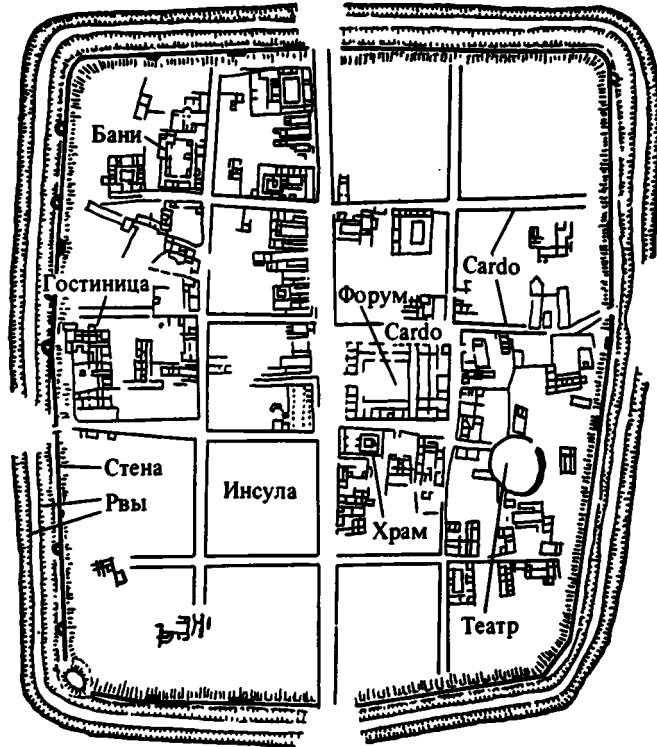 Бани
Cardo
Гостиница
Форум
Cardo
Стена
Рвы
Инсула
Храм
Театр